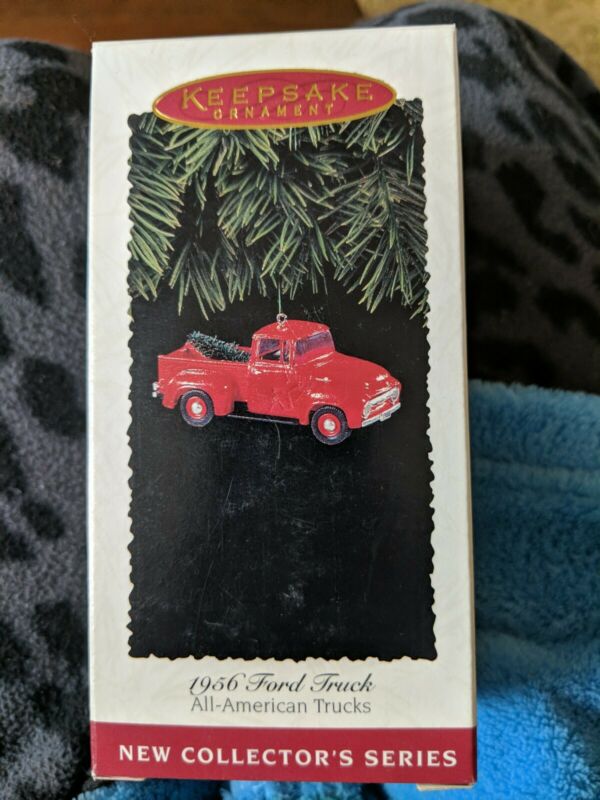 KEEPSAKE
ORNAMENT
1956 Ford Truck
All-American Trucks
NEW COLLECTOR'S SERIES